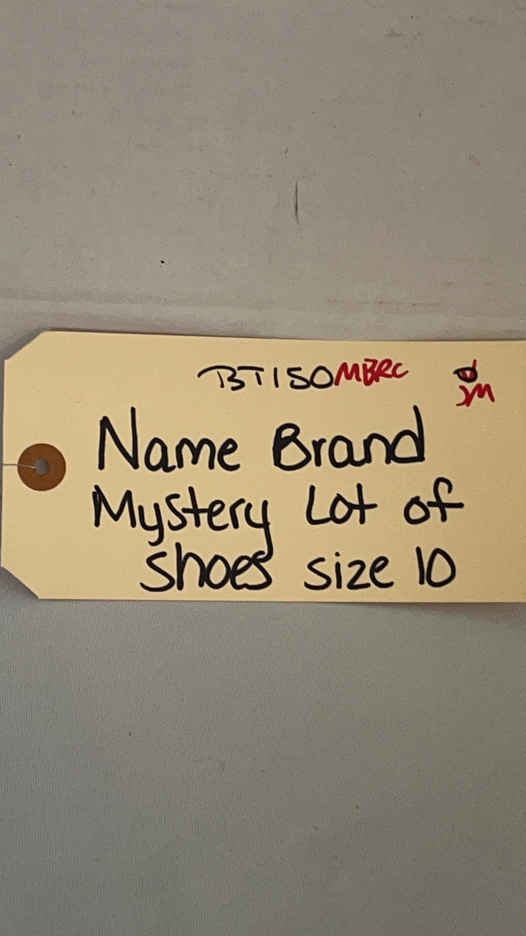 BT150MBRC
Name Brand
Mystery Lot of
Shoes size 10